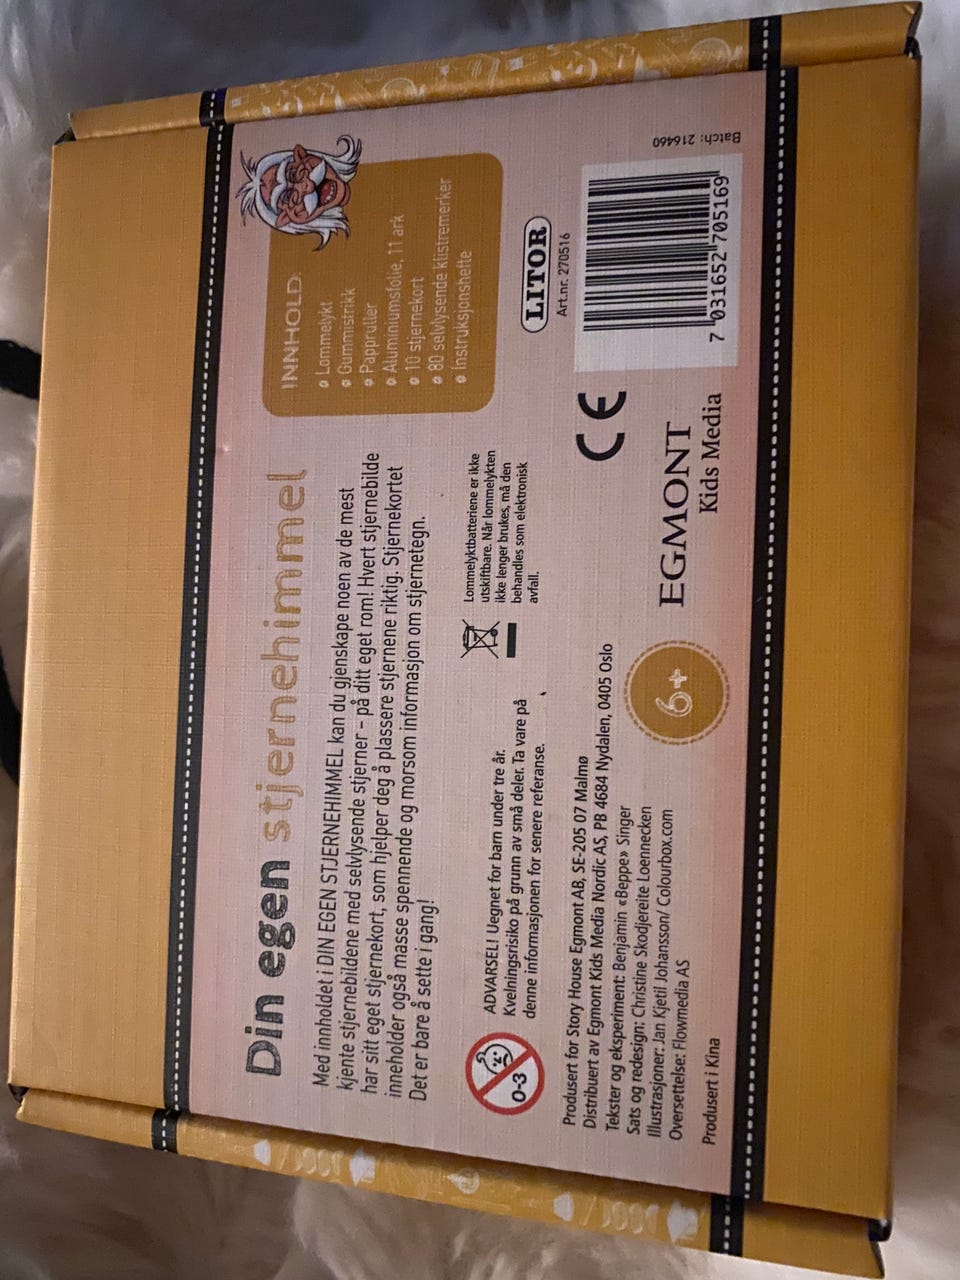 Din egen stjernehimmel
Med innholdet i DIN EGEN STJERNEHIMMEL kan du gjenskape noen av de mest
kjente stjernebildene med selvlysende stjerner – på ditt eget rom! Hvert stjernebilde
har sitt eget stjernekort, som hjelper deg å plassere stjernene riktig. Stjernekortet
inneholder også masse spennende og morsom informasjon om stjernetegn.
Det er bare å sette i gang!
INNHOLD:
Lommelykt
Gummistrikk
Papprutler
Aluminiumsfolie, 11 ark
10 stjernekort
80 selvlysende klistremerker
Instruksjonshefte
0-3
ADVARSEL! Uegnet for barn under tre år.
Kvelningsrisiko på grunn av små deler. Ta vare på
denne informasjonen for senere referanse.
Lommelyktbatteriene er ikke
utskiftbare. Når lommelykten
ikke lenger brukes, må den
behandles som elektronisk
avfall.
LITOR
Art.nr. 270516
Produsert for Story House Egmont AB, SE-205 07 Malmø
Distribuert av Egmont Kids Media Nordic AS, PB 4684 Nydalen, 0405 Oslo
Tekster og eksperiment: Benjamin «Beppe» Singer
Sats og redesign: Christine Skodjereite Loennecken
Illustrasjoner: Jan Kjetil Johansson/ Colourbox.com
Oversettelse: Flowmedia AS
Produsert i Kina
6+
CE
EGMONT
Kids Media
7 031652 705169
Batch: 216460